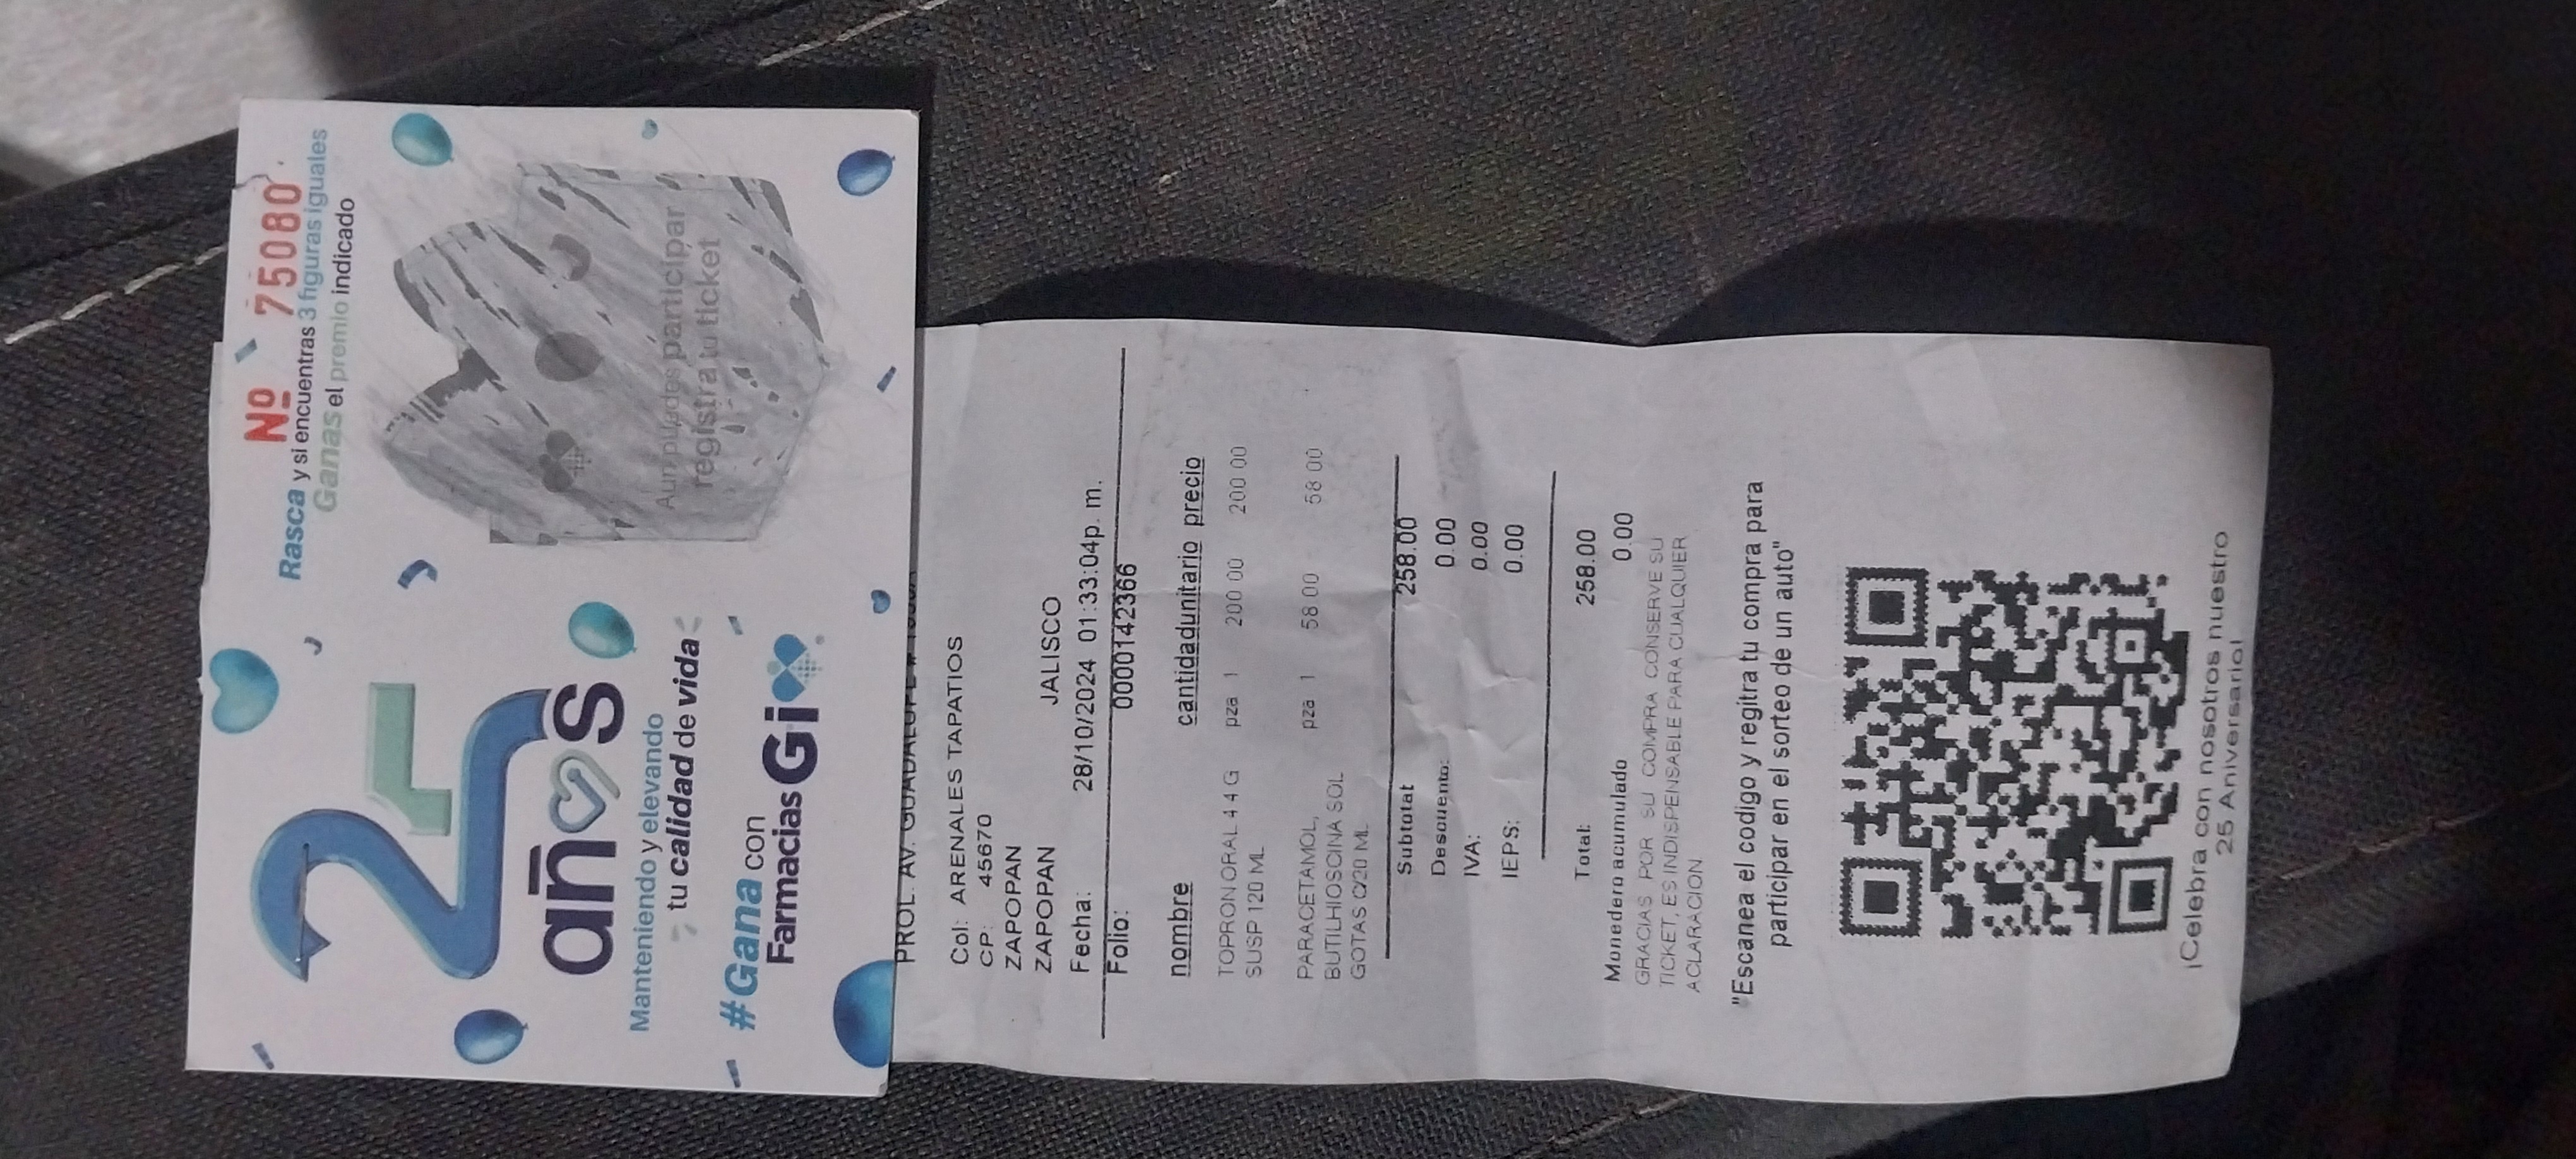 Nº 75080
Rasca y si encuentras 3 figuras iguales
Ganas el premio indicado
Aun puedes participar
registra tu ticket
25
años
Manteniendo y elevando
tu calidad de vida
#Gana con
Farmacias Gi
PROL. AV. GUADALUPE #
Col: ARENALES TAPATIOS
CP: 45670
ZAPOPAN
ZAPOPAN JALISCO
Fecha: 28/10/2024 01:33:04p. m.
Folio: 0000142366
nombre cantidadunitario precio
TOPRON ORAL 4 4 G pza 1 200 00 200 00
SUSP 120 ML
PARACETAMOL, pza 1 58 00 58 00
BUTILHIOSCINA SOL
GOTAS C/20 ML
Subtotat 258.00
Descuento: 0.00
IVA: 0.00
IEPS: 0.00
Total: 258.00
Monedero acumulado 0 00
GRACIAS POR SU COMPRA CONSERVE SU
TICKET, ES INDISPENSABLE PARA CUALQUIER
ACLARACION
"Escanea el codigo y regitra tu compra para
participar en el sorteo de un auto"
¡Celebra con nosotros nuestro
25 Aniversario!